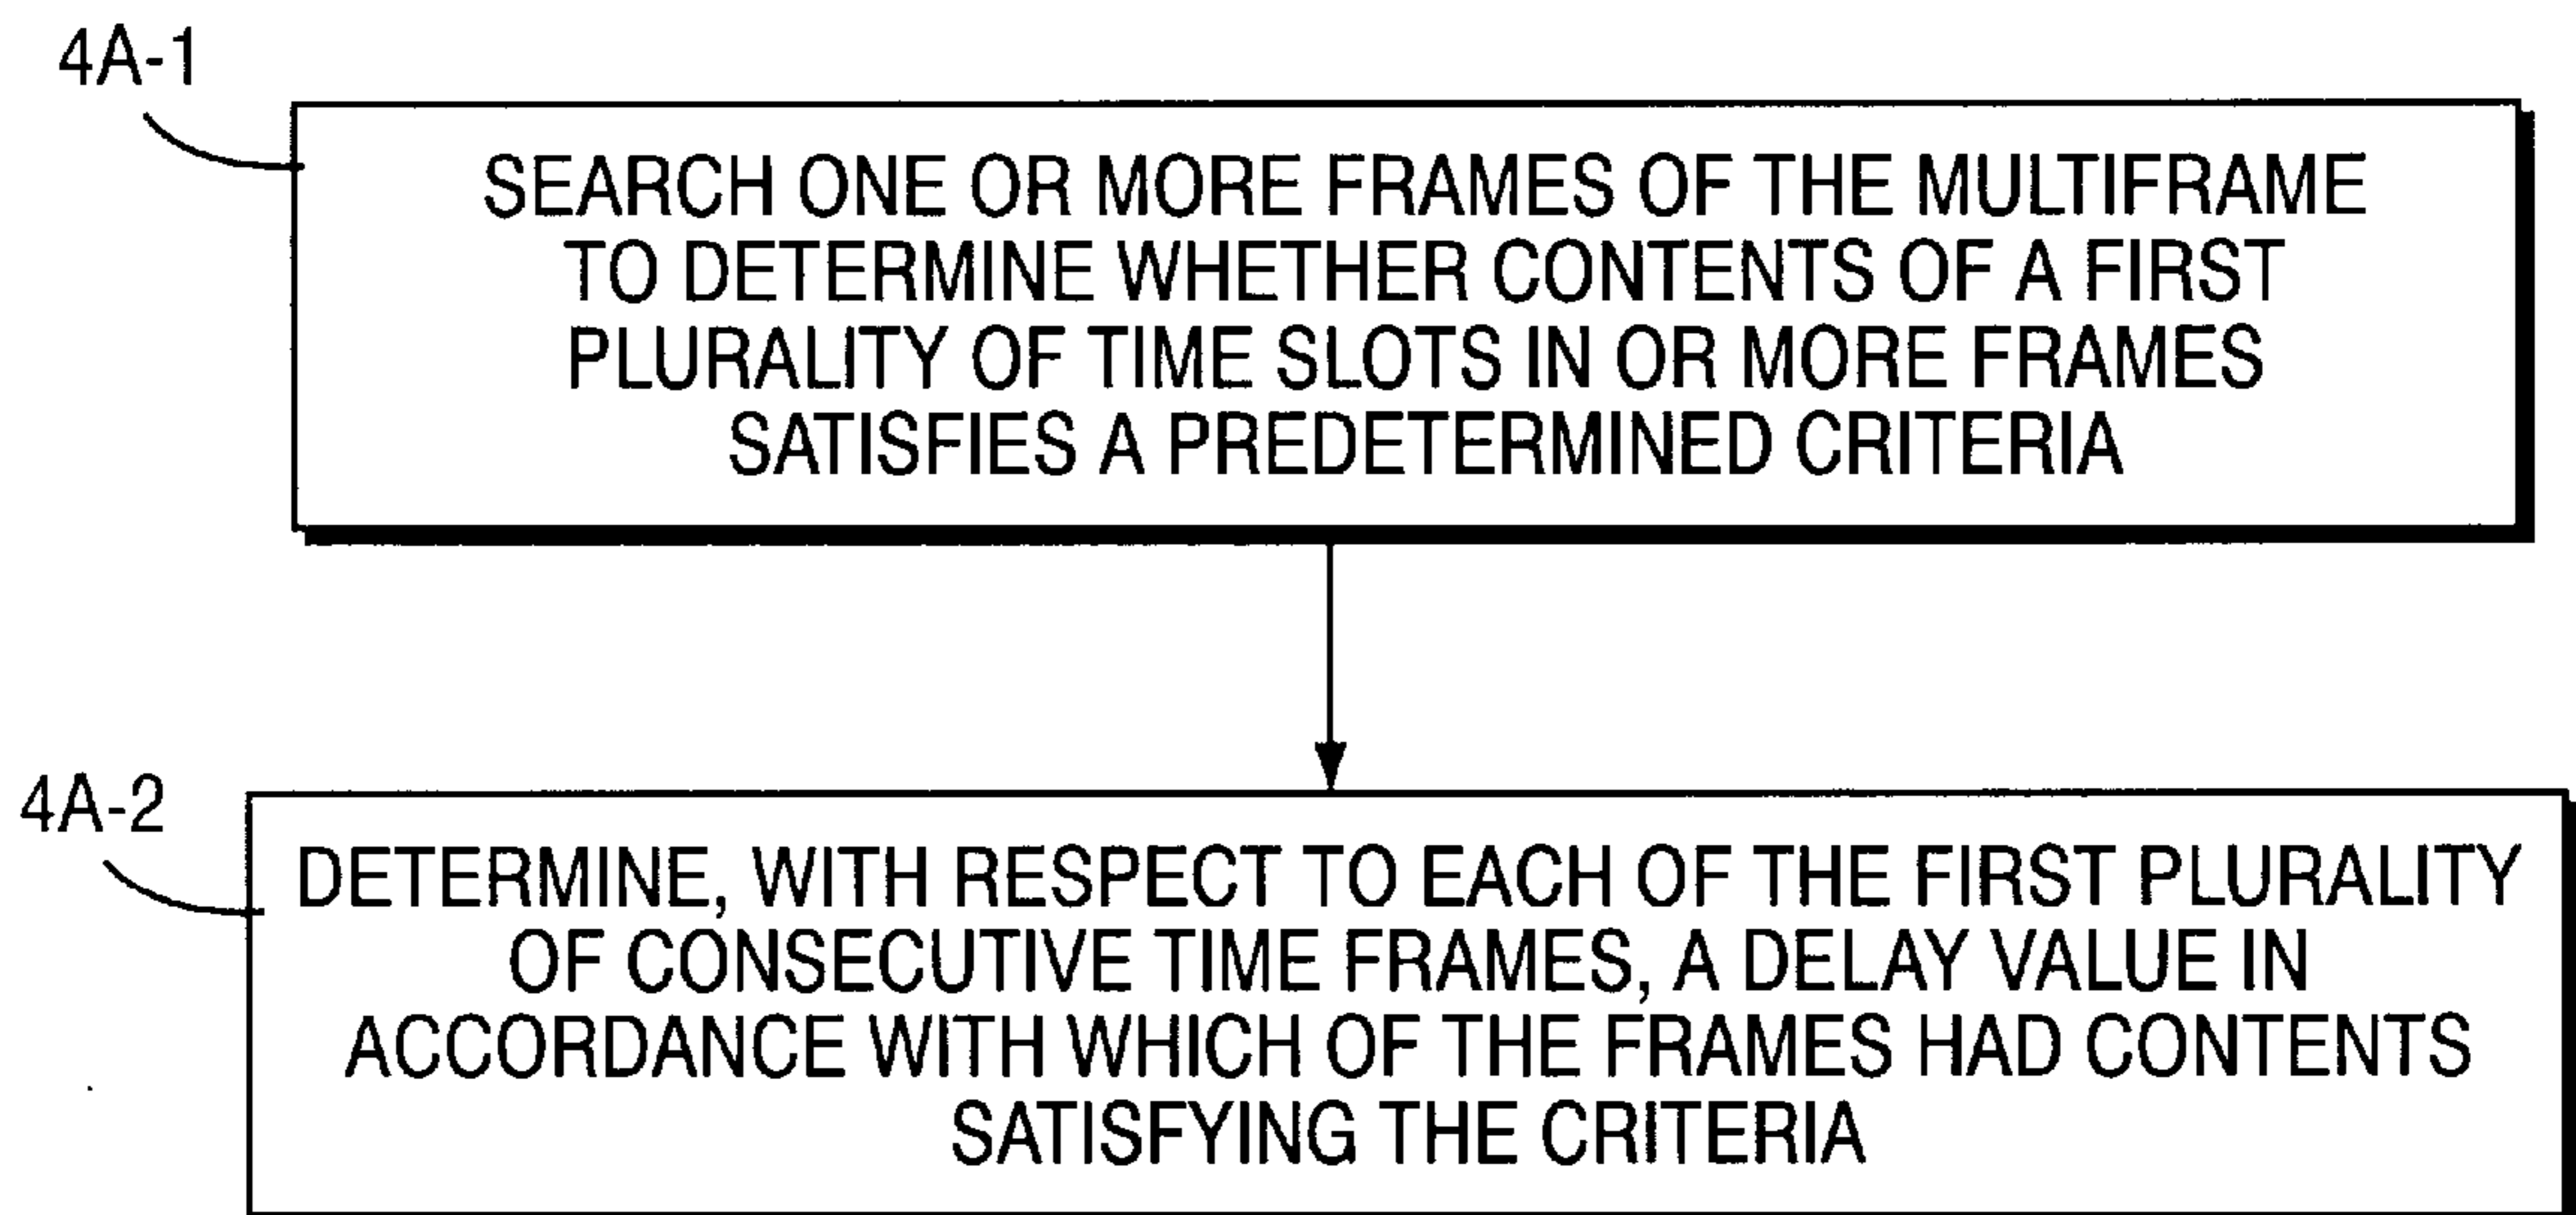 4A-1
SEARCH ONE OR MORE FRAMES OF THE MULTIFRAME
TO DETERMINE WHETHER CONTENTS OF A FIRST
PLURALITY OF TIME SLOTS IN OR MORE FRAMES
SATISFIES A PREDETERMINED CRITERIA
4A-2
DETERMINE, WITH RESPECT TO EACH OF THE FIRST PLURALITY
OF CONSECUTIVE TIME FRAMES, A DELAY VALUE IN
ACCORDANCE WITH WHICH OF THE FRAMES HAD CONTENTS
SATISFYING THE CRITERIA